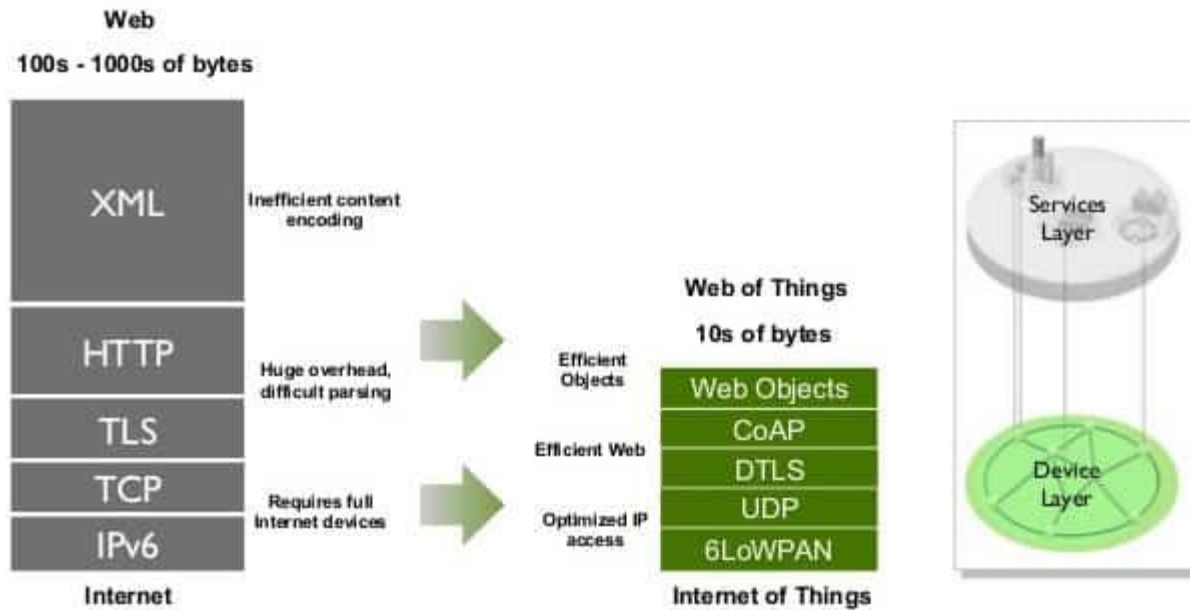 Web
100s - 1000s of bytes
XML
Inefficient content
encoding
HTTP
Huge overhead,
difficult parsing
TLS
TCP
Requires full
Internet devices
IPv6
Internet
Web of Things
10s of bytes
Efficient
Objects
Web Objects
CoAP
Efficient Web
DTLS
UDP
Optimized IP
access
6LoWPAN
Internet of Things
Services
Layer
Device
Layer